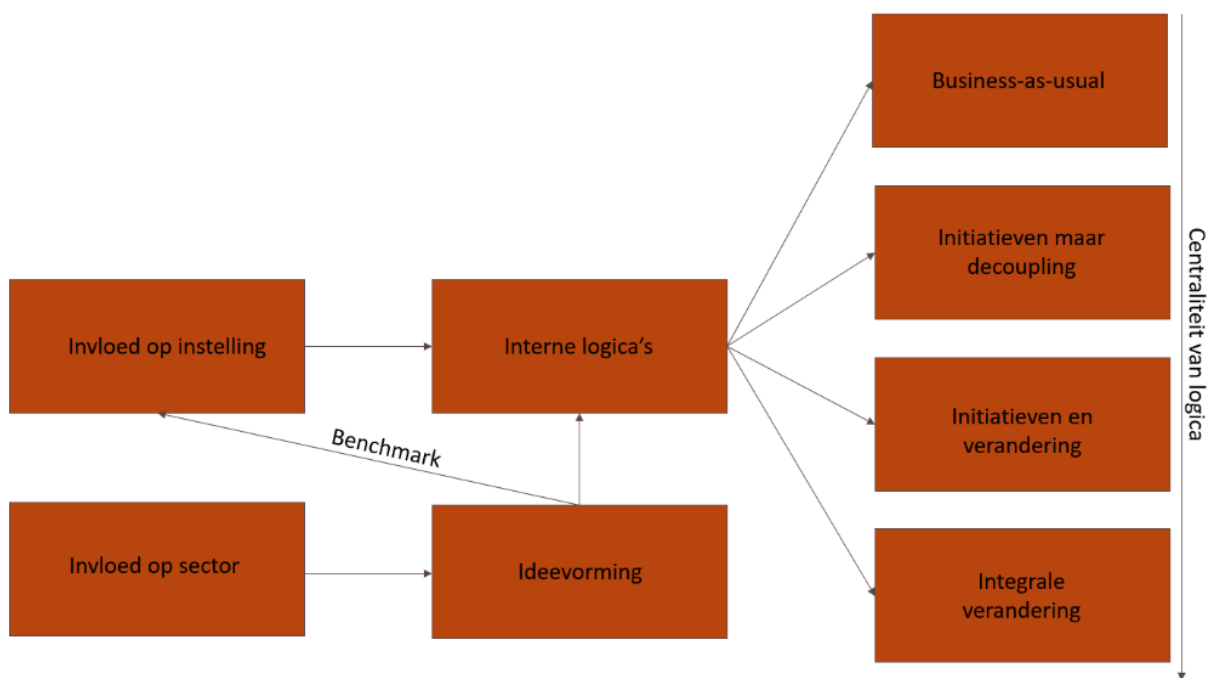 Business-as-usual
Initiatieven maar
decoupling
Invloed op instelling
Interne logica's
Centraliteit van logica
Initiatieven en
verandering
Benchmark
Invloed op sector
Ideevorming
Integrale
verandering